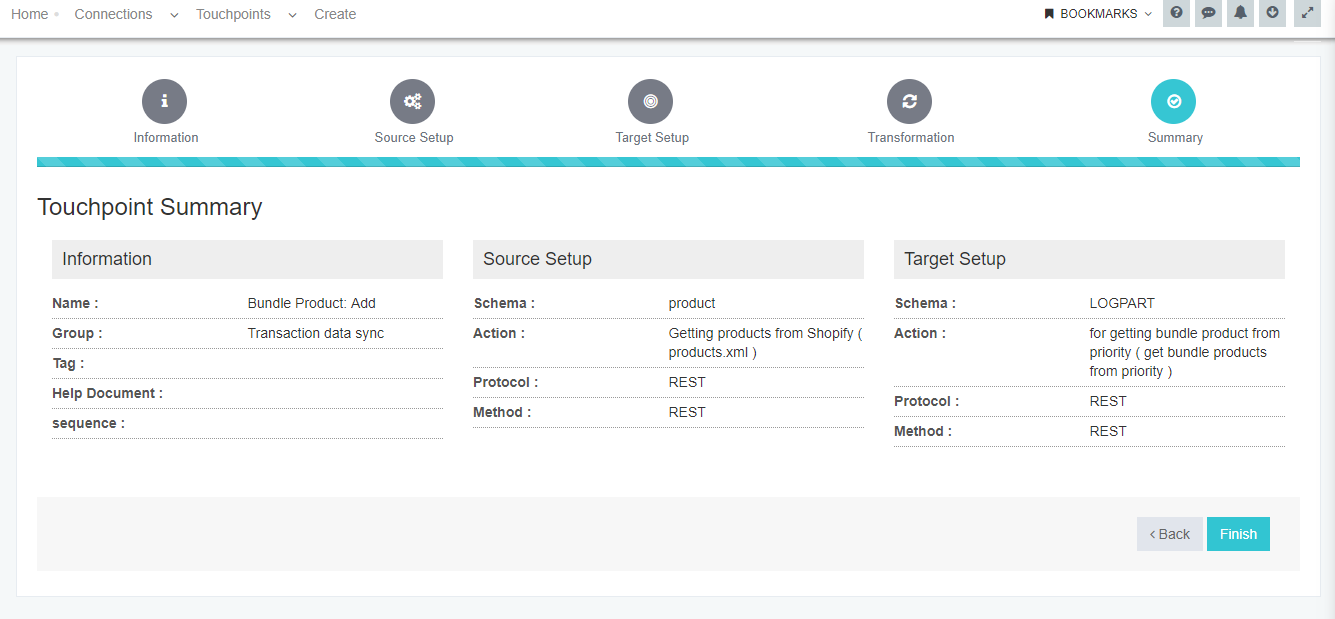 Home Connections Touchpoints Create BOOKMARKS
Information Source Setup Target Setup Transformation Summary
Touchpoint Summary
Information
Name : Bundle Product: Add
Group : Transaction data sync
Tag :
Help Document :
sequence :
Source Setup
Schema : product
Action : Getting products from Shopify (
products.xml )
Protocol : REST
Method : REST
Target Setup
Schema : LOGPART
Action : for getting bundle product from
priority ( get bundle products
from priority )
Protocol : REST
Method : REST
Back Finish